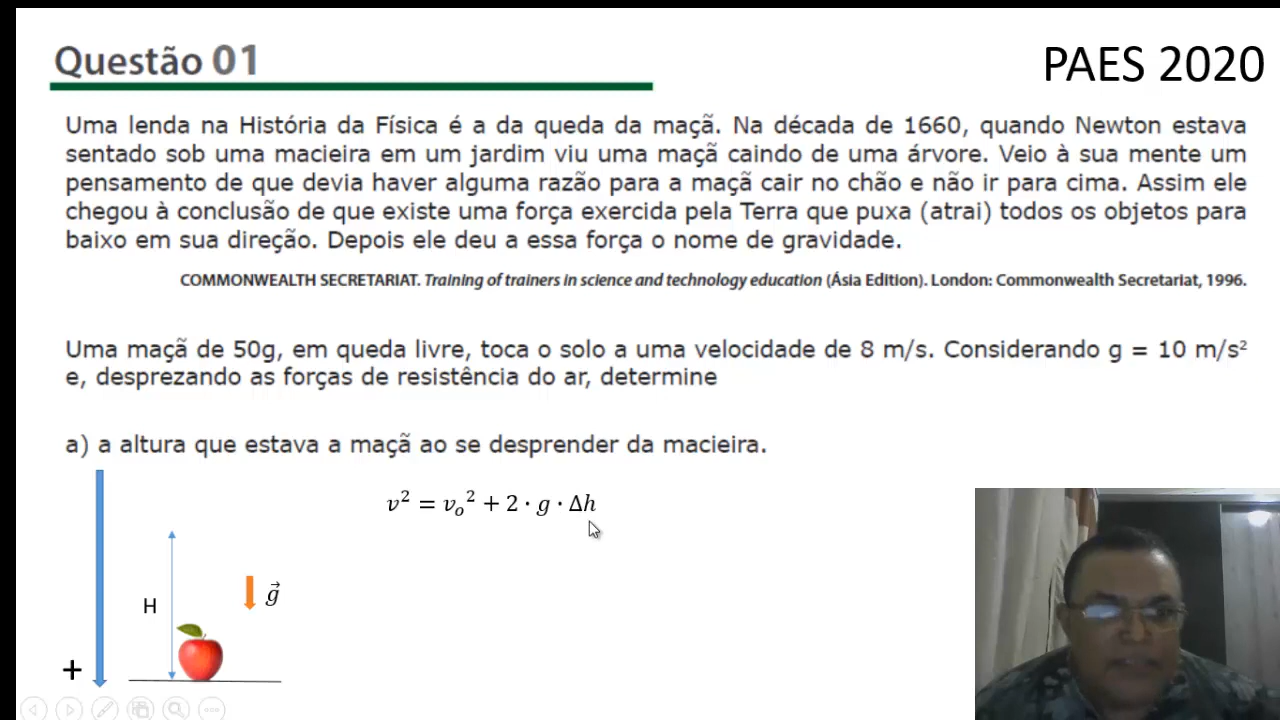 Questão 01
PAES 2020
Uma lenda na História da Física é a da queda da maçã. Na década de 1660, quando Newton estava
sentado sob uma macieira em um jardim viu uma maçã caindo de uma árvore. Veio à sua mente um
pensamento de que devia haver alguma razão para a maçã cair no chão e não ir para cima. Assim ele
chegou à conclusão de que existe uma força exercida pela Terra que puxa (atrai) todos os objetos para
baixo em sua direção. Depois ele deu a essa força o nome de gravidade.
COMMONWEALTH SECRETARIAT. Training of trainers in science and technology education (Ásia Edition). London: Commonwealth Secretariat, 1996.
Uma maçã de 50g, em queda livre, toca o solo a uma velocidade de 8 m/s. Considerando g = 10 m/s²
e, desprezando as forças de resistência do ar, determine
a) a altura que estava a maçã ao se desprender da macieira.
v² = vₒ² + 2 · g · Δh
g⃗
H
+